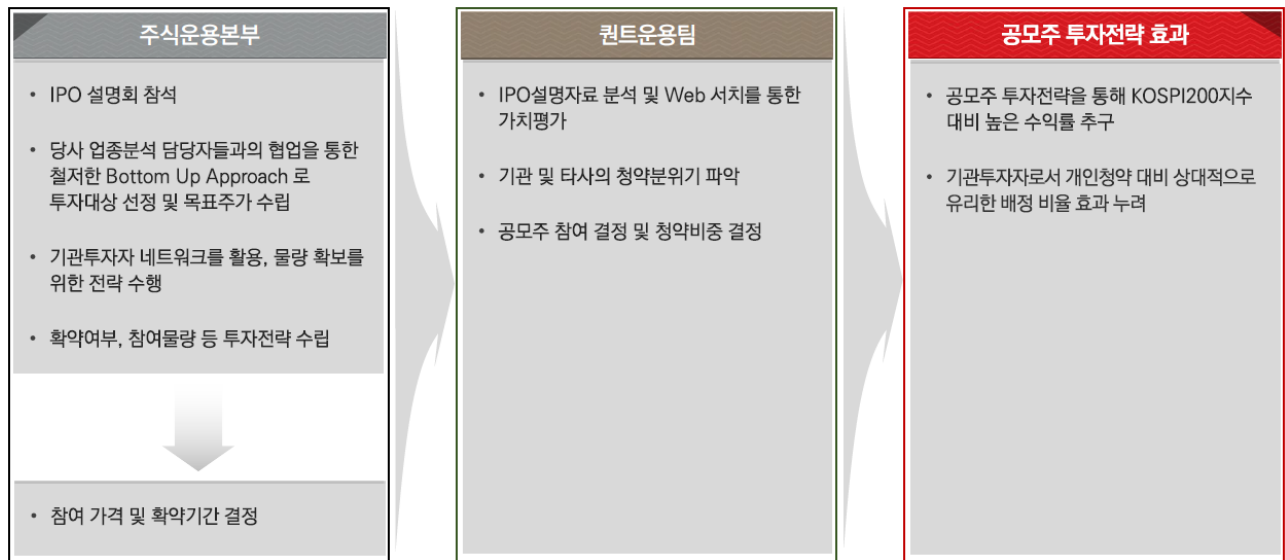 주식운용본부
• IPO 설명회 참석
• 당사 업종분석 담당자들과의 협업을 통한
철저한 Bottom Up Approach 로
투자대상 선정 및 목표주가 수립
• 기관투자자 네트워크를 활용, 물량 확보를
위한 전략 수행
• 확약여부, 참여물량 등 투자전략 수립
• 참여 가격 및 확약기간 결정
퀀트운용팀
• IPO설명자료 분석 및 Web 서치를 통한
가치평가
• 기관 및 타사의 청약분위기 파악
• 공모주 참여 결정 및 청약비중 결정
공모주 투자전략 효과
• 공모주 투자전략을 통해 KOSPI200지수
대비 높은 수익률 추구
• 기관투자자로서 개인청약 대비 상대적으로
유리한 배정 비율 효과 누려